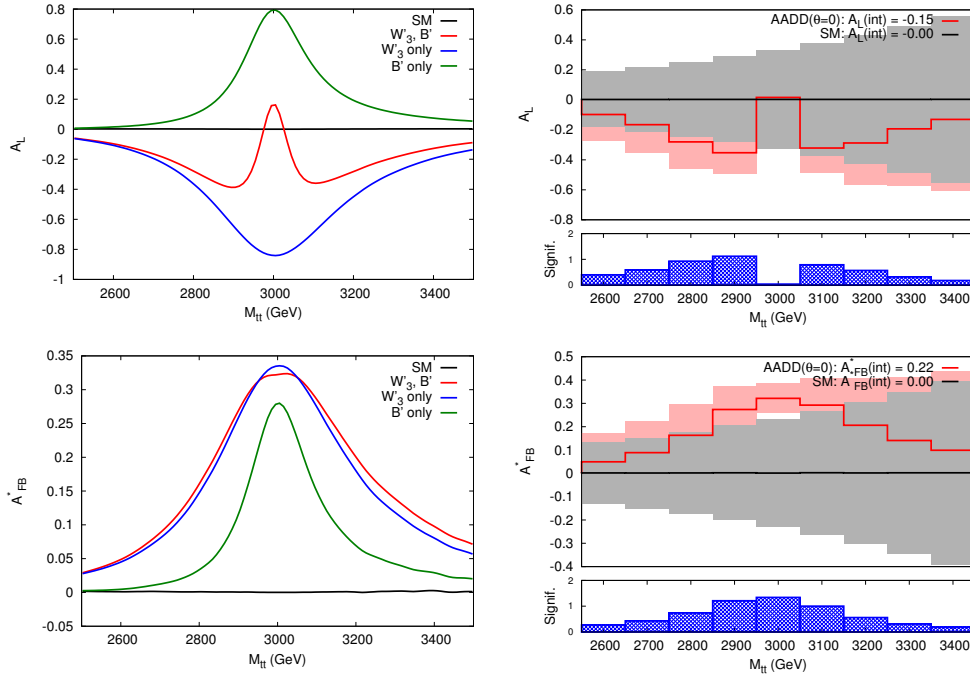 0.8
0.6
0.4
0.2
0
-0.2
-0.4
-0.6
-0.8
-1
A_L
2600 2800 3000 3200 3400
M_tt (GeV)
SM
W'_3, B'
W'_3 only
B' only
0.6
0.4
0.2
0
-0.2
-0.4
-0.6
-0.8
A_L
AADD(θ=0): A_L(int) = -0.15
SM: A_L(int) = -0.00
2
1
0
Signif.
2600 2700 2800 2900 3000 3100 3200 3300 3400
M_tt (GeV)
0.35
0.3
0.25
0.2
0.15
0.1
0.05
0
-0.05
A^*_FB
2600 2800 3000 3200 3400
M_tt (GeV)
SM
W'_3, B'
W'_3 only
B' only
0.5
0.4
0.3
0.2
0.1
0
-0.1
-0.2
-0.3
-0.4
A^*_FB
AADD(θ=0): A^*_FB(int) = 0.22
SM: A^*_FB(int) = 0.00
2
1
0
Signif.
2600 2700 2800 2900 3000 3100 3200 3300 3400
M_tt (GeV)